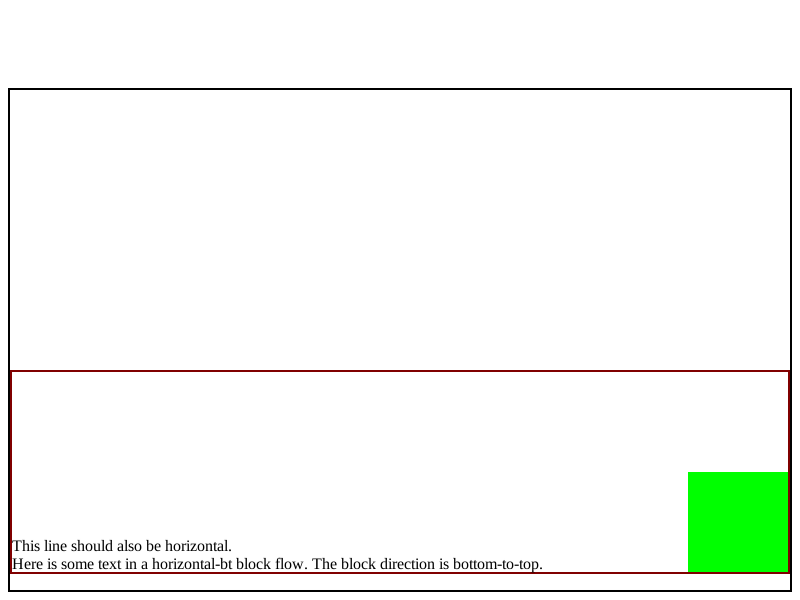 This line should also be horizontal.
Here is some text in a horizontal-bt block flow. The block direction is bottom-to-top.